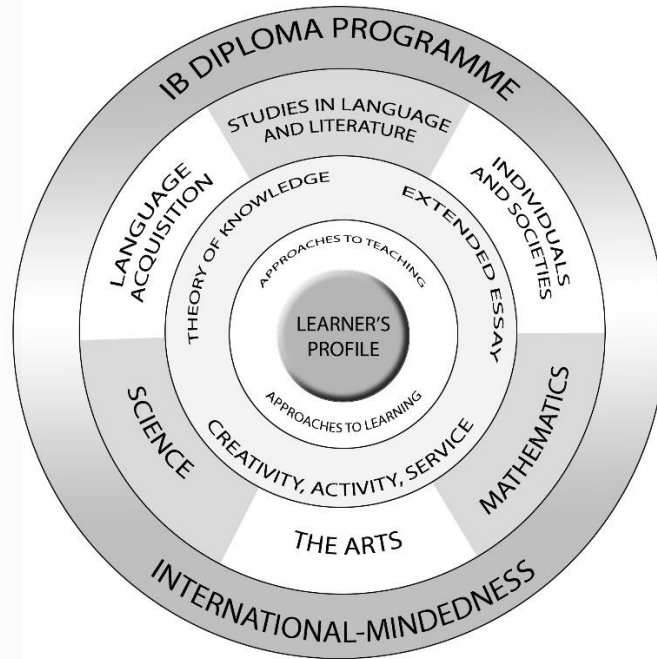 IB DIPLOMA PROGRAMME
STUDIES IN LANGUAGE
AND LITERATURE
LANGUAGE
ACQUISITION
INDIVIDUALS
AND SOCIETIES
THEORY OF KNOWLEDGE
EXTENDED ESSAY
APPROACHES TO TEACHING
LEARNER'S
PROFILE
APPROACHES TO LEARNING
SCIENCE
MATHEMATICS
CREATIVITY, ACTIVITY, SERVICE
THE ARTS
INTERNATIONAL-MINDEDNESS